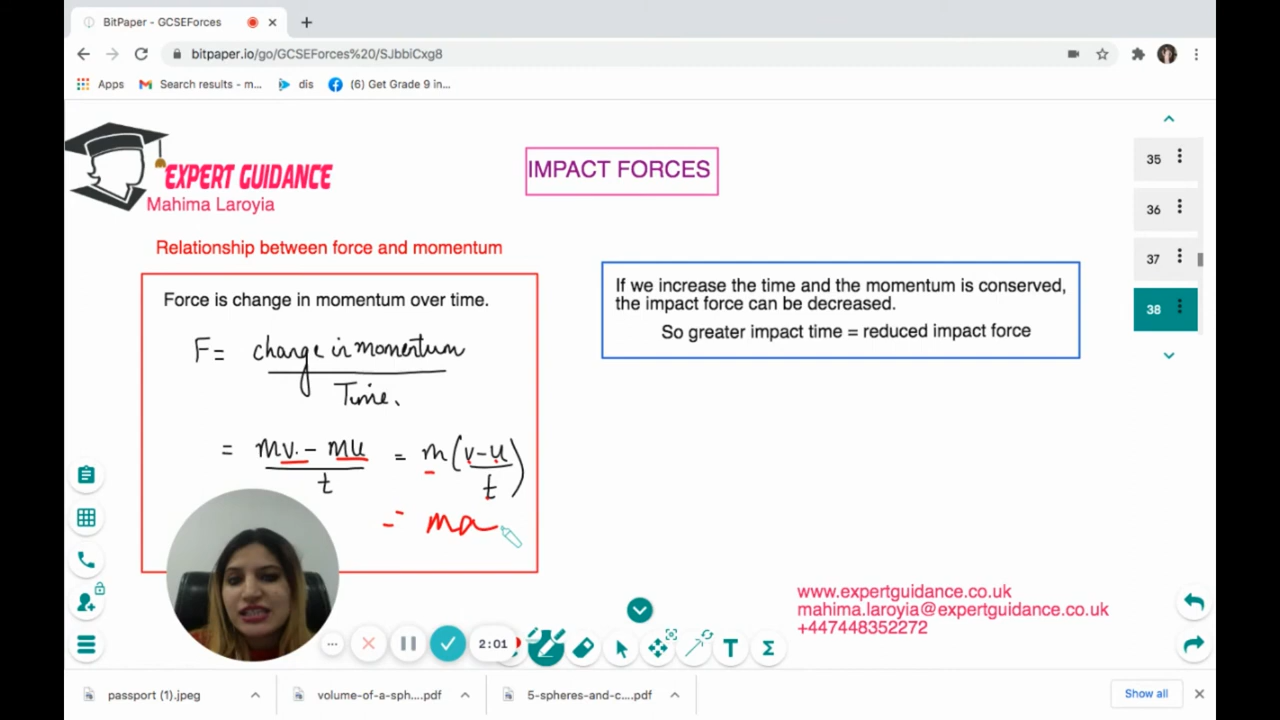 BitPaper - GCSEForces
bitpaper.io/go/GCSEForces%20/SJbbiCxg8
Apps
Search results - m...
dis
(6) Get Grade 9 in...
EXPERT GUIDANCE
Mahima Laroyia
IMPACT FORCES
35
36
37
38
Relationship between force and momentum
Force is change in momentum over time.
F = change in momentum
Time.
= mv - mu = m(v-u)
t t
= ma
If we increase the time and the momentum is conserved,
the impact force can be decreased.
So greater impact time = reduced impact force
www.expertguidance.co.uk
mahima.laroyia@expertguidance.co.uk
+447448352272
2:01
T
Σ
passport (1).jpeg
volume-of-a-sph....pdf
5-spheres-and-c....pdf
Show all